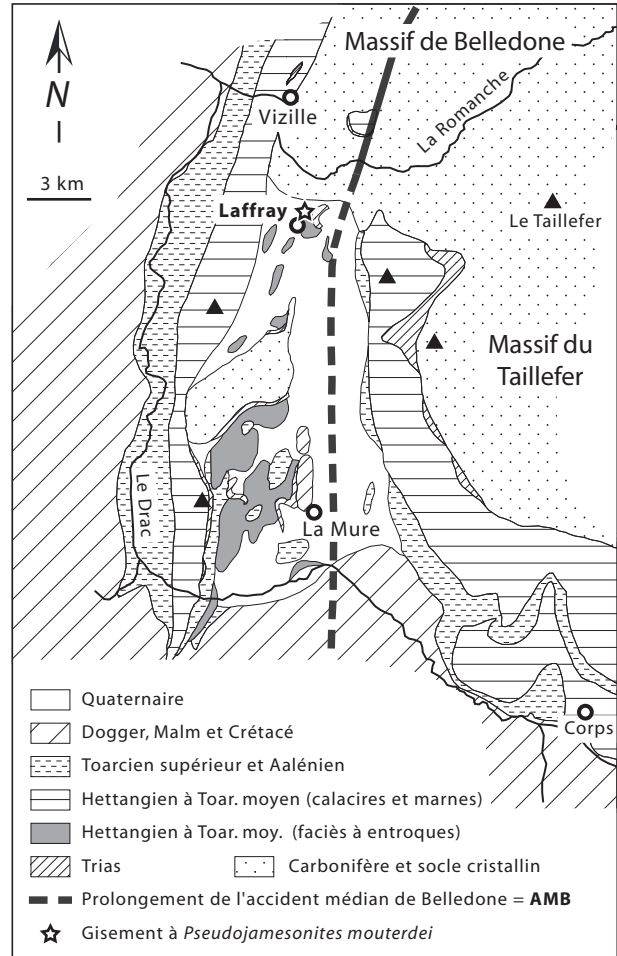 Massif de Belledone
N
Vizille
La Romanche
3 km
Laffray
Le Taillefer
Massif du
Taillefer
Le Drac
La Mure
Corps
Quaternaire
Dogger, Malm et Crétacé
Toarcien supérieur et Aalénien
Hettangien à Toar. moyen (calacires et marnes)
Hettangien à Toar. moy. (faciès à entroques)
Trias
Carbonifère et socle cristallin
Prolongement de l'accident médian de Belledone = AMB
Gisement à Pseudojamesonites mouterdei